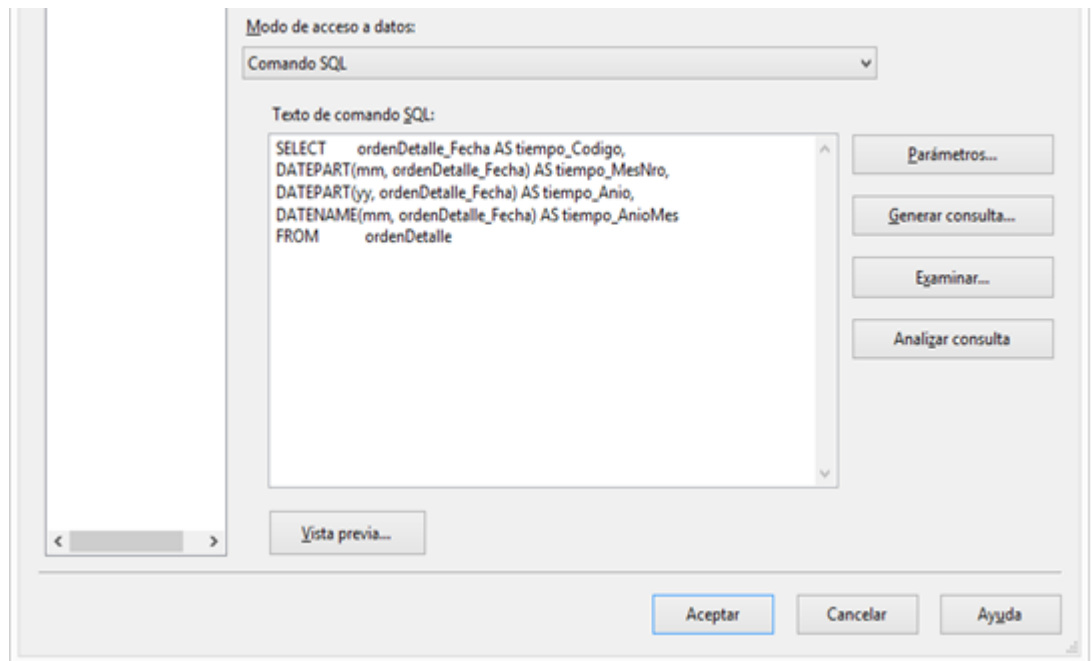 Modo de acceso a datos:
Comando SQL
Texto de comando SQL:
SELECT ordenDetalle_Fecha AS tiempo_Codigo,
DATEPART(mm, ordenDetalle_Fecha) AS tiempo_MesNro,
DATEPART(yy, ordenDetalle_Fecha) AS tiempo_Anio,
DATENAME(mm, ordenDetalle_Fecha) AS tiempo_AnioMes
FROM ordenDetalle
Parámetros...
Generar consulta...
Examinar...
Analizar consulta
Vista previa...
Aceptar
Cancelar
Ayuda